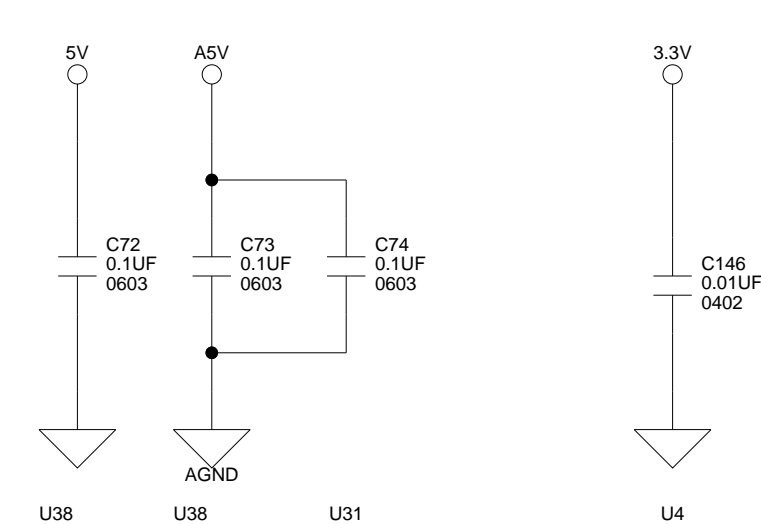 5V
A5V
3.3V
C72
0.1UF
0603
C73
0.1UF
0603
C74
0.1UF
0603
C146
0.01UF
0402
AGND
U38
U38
U31
U4